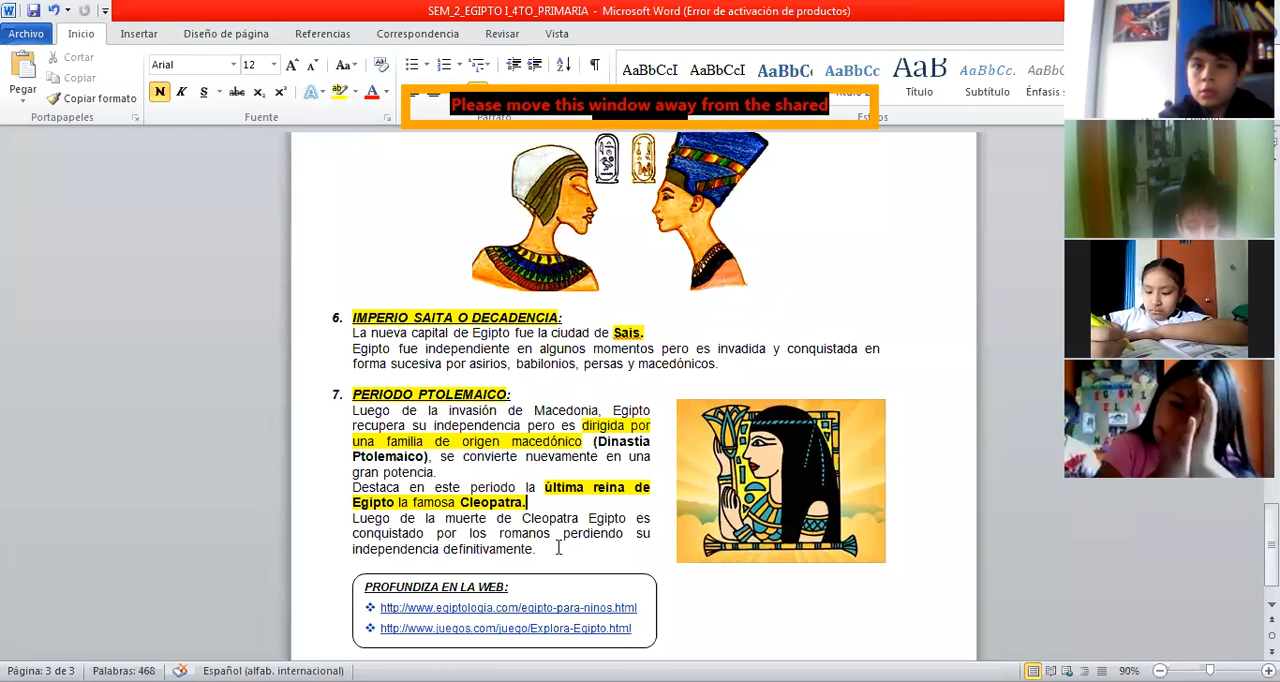 SEM_2_EGIPTO I_4TO_PRIMARIA - Microsoft Word (Error de activación de productos)
Archivo Inicio Insertar Diseño de página Referencias Correspondencia Revisar Vista
Pegar
Cortar
Copiar
Copiar formato
Portapapeles
Arial 12
Fuente
AaBbCcI AaBbCcI AaBbC AaBbCc AaB AaBbCc.
Título Subtítulo Énfasis
Please move this window away from the shared
6. IMPERIO SAITA O DECADENCIA:
La nueva capital de Egipto fue la ciudad de Sais.
Egipto fue independiente en algunos momentos pero es invadida y conquistada en
forma sucesiva por asirios, babilonios, persas y macedónicos.
7. PERIODO PTOLEMAICO:
Luego de la invasión de Macedonia, Egipto
recupera su independencia pero es dirigida por
una familia de origen macedónico (Dinastía
Ptolemaico), se convierte nuevamente en una
gran potencia.
Destaca en este periodo la última reina de
Egipto la famosa Cleopatra.
Luego de la muerte de Cleopatra Egipto es
conquistado por los romanos perdiendo su
independencia definitivamente.
PROFUNDIZA EN LA WEB:
http://www.egiptologia.com/egipto-para-ninos.html
http://www.juegos.com/juego/Explora-Egipto.html
Página: 3 de 3 Palabras: 468 Español (alfab. internacional) 90%